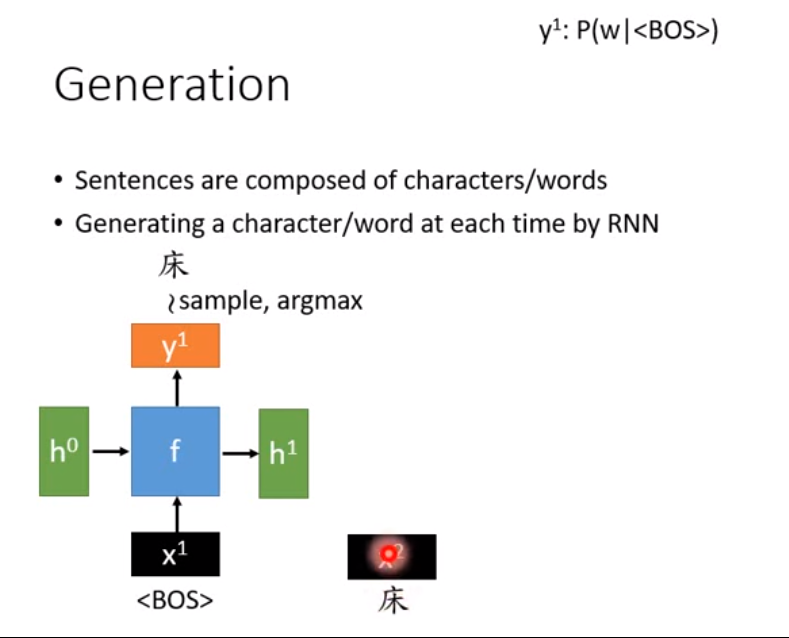 y¹: P(w|<BOS>)
Generation
• Sentences are composed of characters/words
• Generating a character/word at each time by RNN
床
~sample, argmax
y¹
h⁰ f h¹
x¹
<BOS> 床